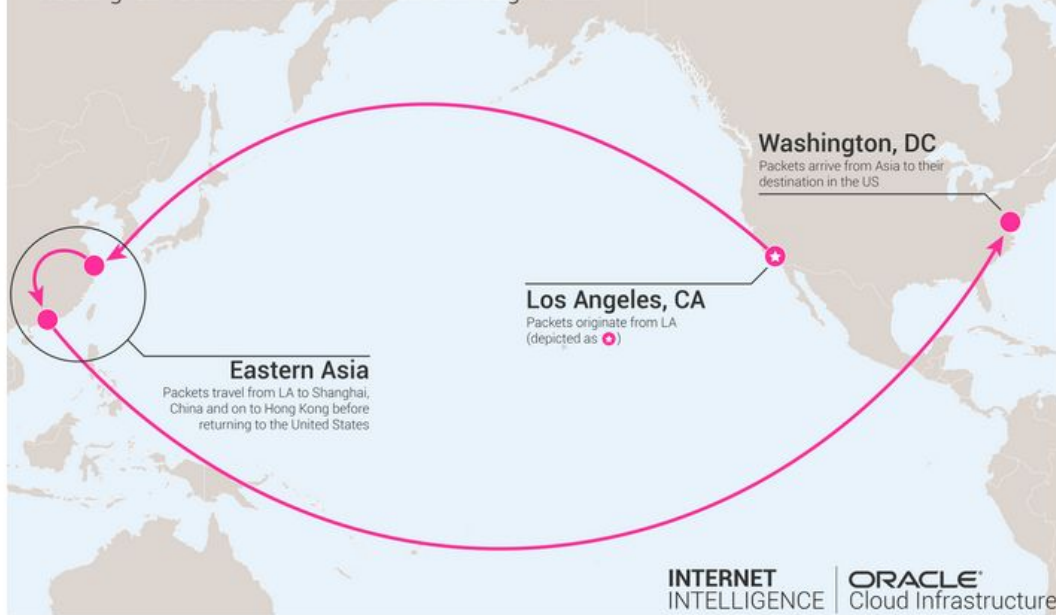 Washington, DC
Packets arrive from Asia to their
destination in the US
Los Angeles, CA
Packets originate from LA
(depicted as )
Eastern Asia
Packets travel from LA to Shanghai,
China and on to Hong Kong before
returning to the United States
INTERNET
INTELLIGENCE
ORACLE®
Cloud Infrastructure